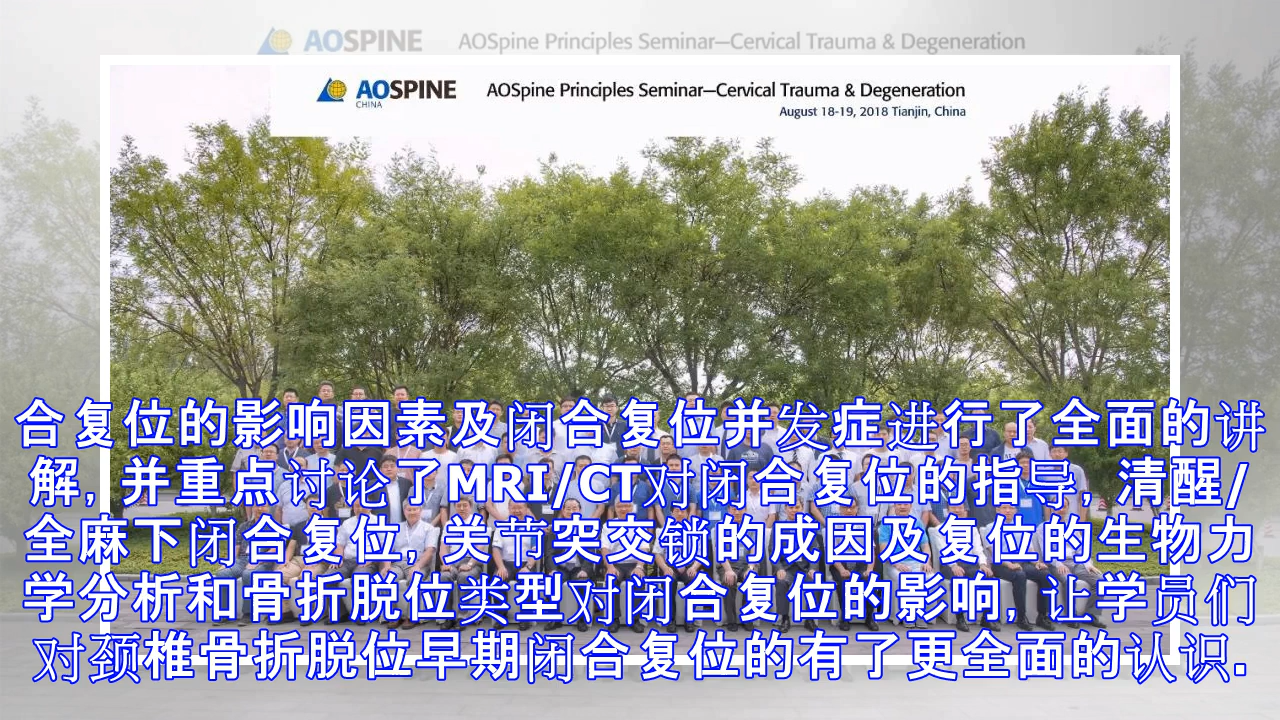 AOSPINE AOSpine Principles Seminar—Cervical Trauma & Degeneration
AOSPINE AOSpine Principles Seminar—Cervical Trauma & Degeneration
CHINA August 18-19, 2018 Tianjin, China
合复位的影响因素及闭合复位并发症进行了全面的讲
解, 并重点讨论了MRI/CT对闭合复位的指导, 清醒/
全麻下闭合复位, 关节突交锁的成因及复位的生物力
学分析和骨折脱位类型对闭合复位的影响, 让学员们
对颈椎骨折脱位早期闭合复位的有了更全面的认识.